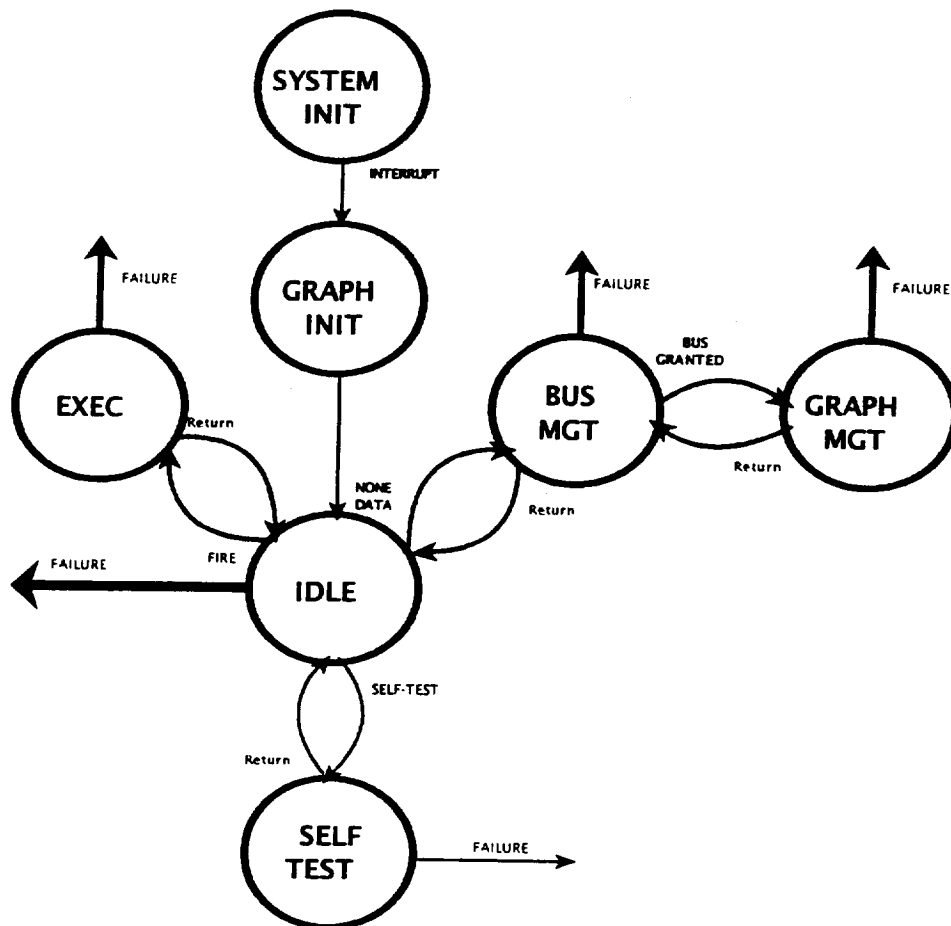 SYSTEM
INIT
INTERRUPT
GRAPH
INIT
FAILURE
FAILURE
FAILURE
EXEC
Return
BUS
MGT
BUS
GRANTED
GRAPH
MGT
Return
NONE
DATA
Return
FIRE
FAILURE
IDLE
SELF-TEST
Return
SELF
TEST
FAILURE